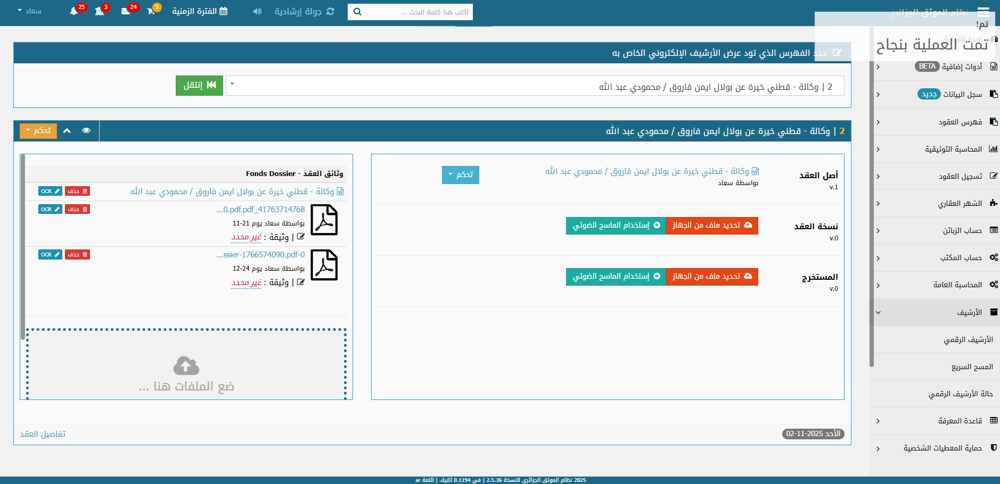 نظام الموثق الجزائري
اكتب هنا كلمة البحث ...
جولة إرشادية
الفترة الزمنية
5
24
3
25
سعاد
تم!
تمت العملية بنجاح
لوحة القيادة
أدوات إضافية BETA
سجل البيانات جديد
فهرس العقود
المحاسبة التوثيقية
تسجيل العقود
الشهر العقاري
حساب الزبائن
حساب المكتب
المحاسبة العامة
الأرشيف
الأرشيف الرقمي
المسح السريع
حالة الأرشيف الرقمي
قاعدة المعرفة
حماية المعطيات الشخصية
حدد الفهرس الذي تود عرض الأرشيف الإلكتروني الخاص به
2 | وكالة - قطني خيرة عن بولال ايمن فاروق / محمودي عبد الله
إنتقل
2 | وكالة - قطني خيرة عن بولال ايمن فاروق / محمودي عبد الله
تحكم
أصل العقد
v.1
وكالة - قطني خيرة عن بولال ايمن فاروق / محمودي عبد الله
بواسطة سعاد
تحكم
نسخة العقد
v.0
تحديد ملف من الجهاز
إستخدام الماسح الضوئي
المستخرج
v.0
تحديد ملف من الجهاز
إستخدام الماسح الضوئي
وثائق العقد - Fonds Dossier
وكالة - قطني خيرة عن بولال ايمن فاروق / محمودي عبد الله
حذف
OCR
...0.pdf.pdf_41763714768
بواسطة سعاد يوم 21-11
| وثيقة : غير محدد
حذف
OCR
...ssier-1766574090.pdf-0
بواسطة سعاد يوم 24-12
| وثيقة : غير محدد
حذف
OCR
ضع الملفات هنا ...
الأحد 2025-11-02
تفاصيل العقد
2025 نظام الموثق الجزائري النسخة 2.5.36 | في 0.1194 ثانية. | اللغة ar